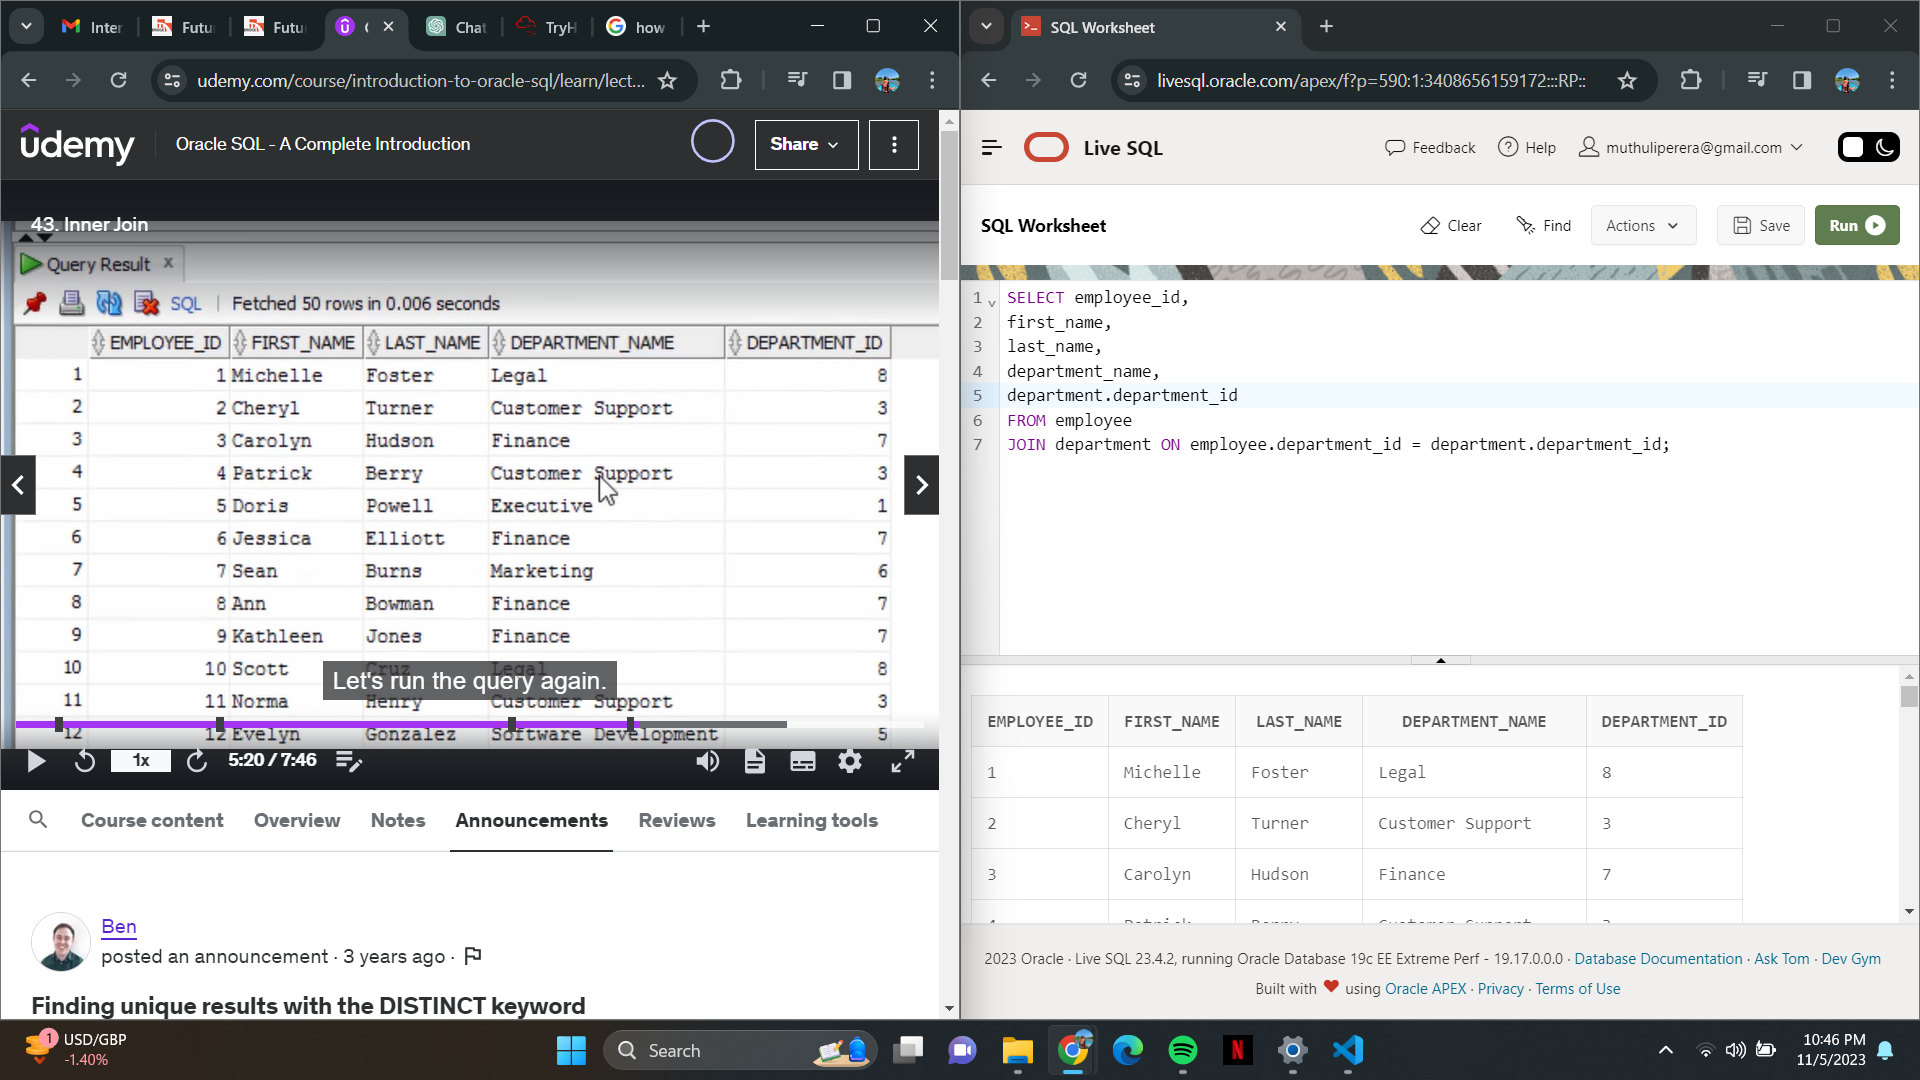 Inter
Futu
Futu
Chat
TryH
how
udemy.com/course/introduction-to-oracle-sql/learn/lect...
udemy
Oracle SQL - A Complete Introduction
Share
43. Inner Join
Query Result x
SQL | Fetched 50 rows in 0.006 seconds
EMPLOYEE_ID FIRST_NAME LAST_NAME DEPARTMENT_NAME DEPARTMENT_ID
1 1 Michelle Foster Legal 8
2 2 Cheryl Turner Customer Support 3
3 3 Carolyn Hudson Finance 7
4 4 Patrick Berry Customer Support 3
5 5 Doris Powell Executive 1
6 6 Jessica Elliott Finance 7
7 7 Sean Burns Marketing 6
8 8 Ann Bowman Finance 7
9 9 Kathleen Jones Finance 7
10 10 Scott Cruz Legal 8
Let's run the query again.
11 11 Norma Henry Customer Support 3
12 12 Evelyn Gonzalez Software Development 5
1x 5:20 / 7:46
Course content Overview Notes Announcements Reviews Learning tools
Ben
posted an announcement · 3 years ago ·
Finding unique results with the DISTINCT keyword
SQL Worksheet
livesql.oracle.com/apex/f?p=590:1:3408656159172:::RP::
Live SQL
Feedback
Help
muthuliperera@gmail.com
SQL Worksheet
Clear
Find
Actions
Save
Run
1 SELECT employee_id,
2 first_name,
3 last_name,
4 department_name,
5 department.department_id
6 FROM employee
7 JOIN department ON employee.department_id = department.department_id;
EMPLOYEE_ID FIRST_NAME LAST_NAME DEPARTMENT_NAME DEPARTMENT_ID
1 Michelle Foster Legal 8
2 Cheryl Turner Customer Support 3
3 Carolyn Hudson Finance 7
2023 Oracle · Live SQL 23.4.2, running Oracle Database 19c EE Extreme Perf - 19.17.0.0.0 · Database Documentation · Ask Tom · Dev Gym
Built with ❤ using Oracle APEX · Privacy · Terms of Use
1
USD/GBP
-1.40%
Search
N
10:46 PM
11/5/2023